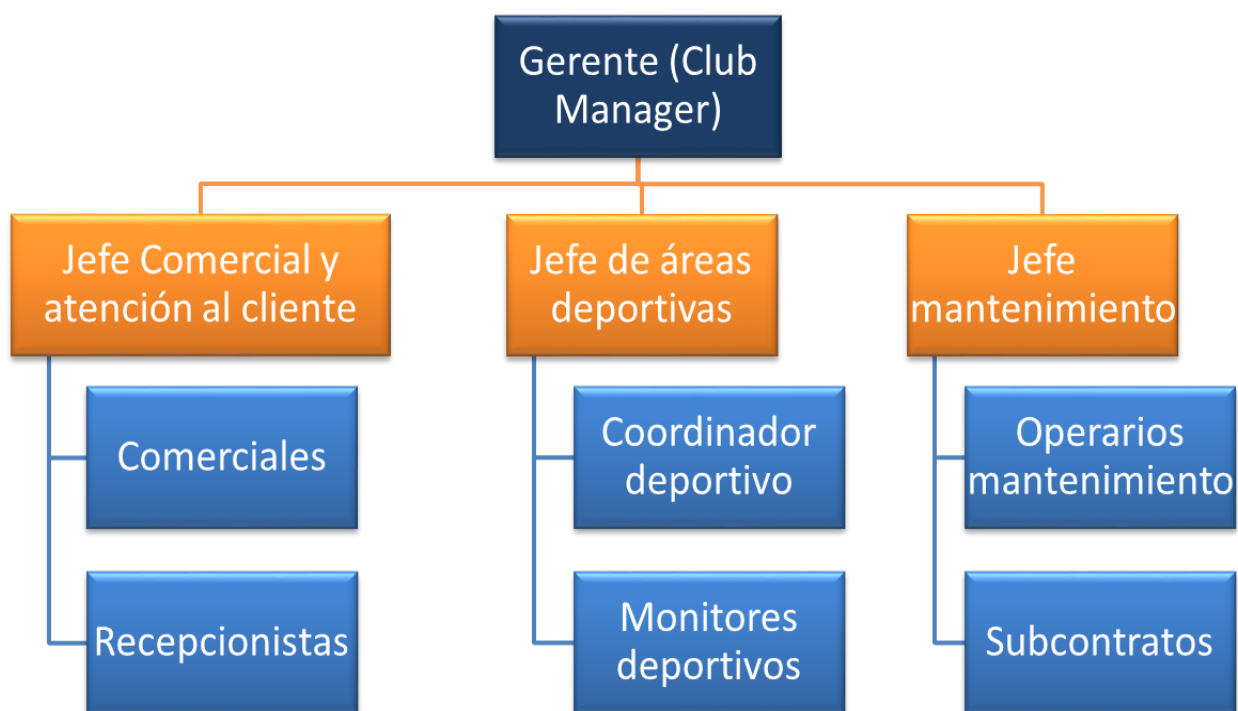 Gerente (Club
Manager)
Jefe Comercial y
atención al cliente
Jefe de áreas
deportivas
Jefe
mantenimiento
Comerciales
Coordinador
deportivo
Operarios
mantenimiento
Recepcionistas
Monitores
deportivos
Subcontratos